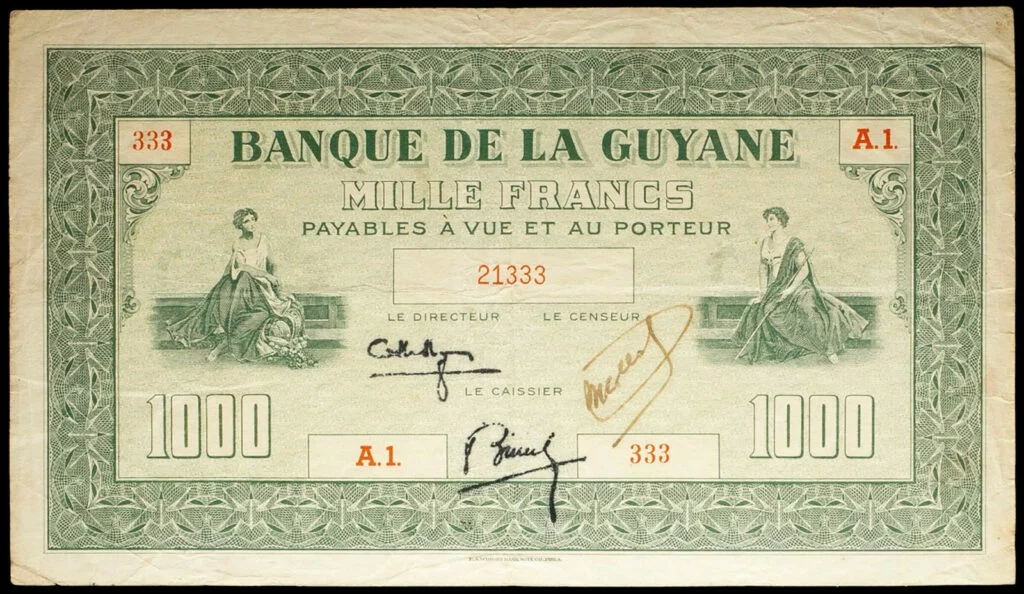 333 BANQUE DE LA GUYANE A.1.
MILLE FRANCS
PAYABLES À VUE ET AU PORTEUR
21333
LE DIRECTEUR LE CENSEUR
LE CAISSIER
1000 1000
A.1. 333